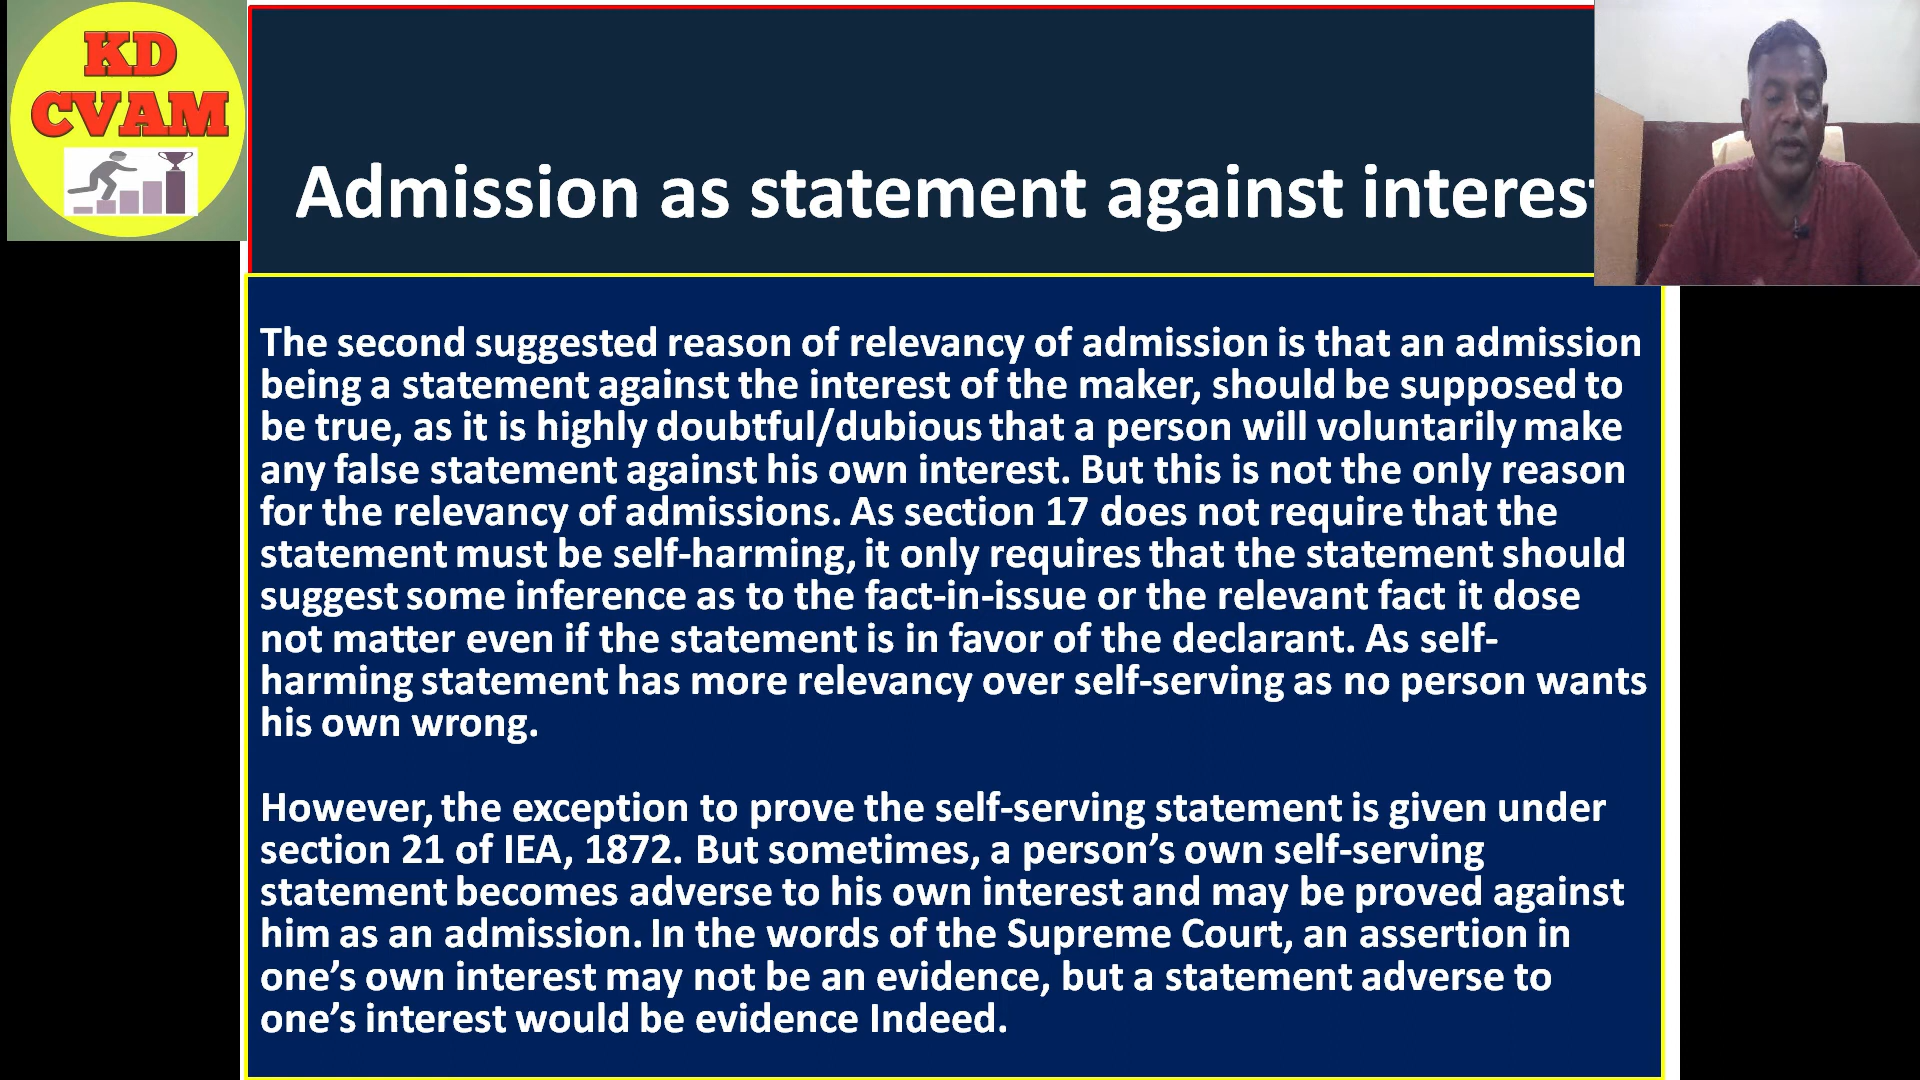 KD
CVAM
Admission as statement against interest
The second suggested reason of relevancy of admission is that an admission
being a statement against the interest of the maker, should be supposed to
be true, as it is highly doubtful/dubious that a person will voluntarily make
any false statement against his own interest. But this is not the only reason
for the relevancy of admissions. As section 17 does not require that the
statement must be self-harming, it only requires that the statement should
suggest some inference as to the fact-in-issue or the relevant fact it dose
not matter even if the statement is in favor of the declarant. As self-
harming statement has more relevancy over self-serving as no person wants
his own wrong.
However, the exception to prove the self-serving statement is given under
section 21 of IEA, 1872. But sometimes, a person’s own self-serving
statement becomes adverse to his own interest and may be proved against
him as an admission. In the words of the Supreme Court, an assertion in
one’s own interest may not be an evidence, but a statement adverse to
one’s interest would be evidence Indeed.